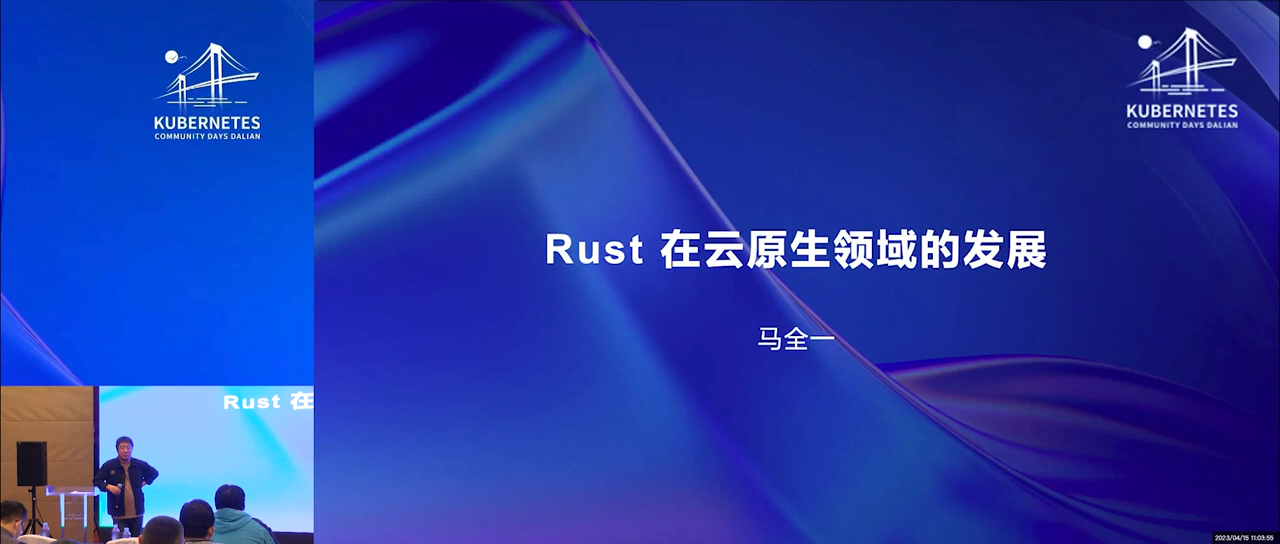 KUBERNETES
COMMUNITY DAYS DALIAN
KUBERNETES
COMMUNITY DAYS DALIAN
Rust 在云原生领域的发展
马全一
Rust 在
2023/04/15 11:03:55